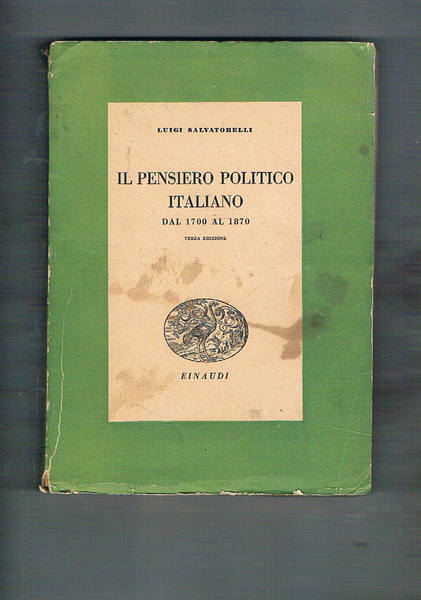 LUIGI SALVATORELLI
IL PENSIERO POLITICO
ITALIANO
DAL 1700 AL 1870
TERZA EDIZIONE
EINAUDI